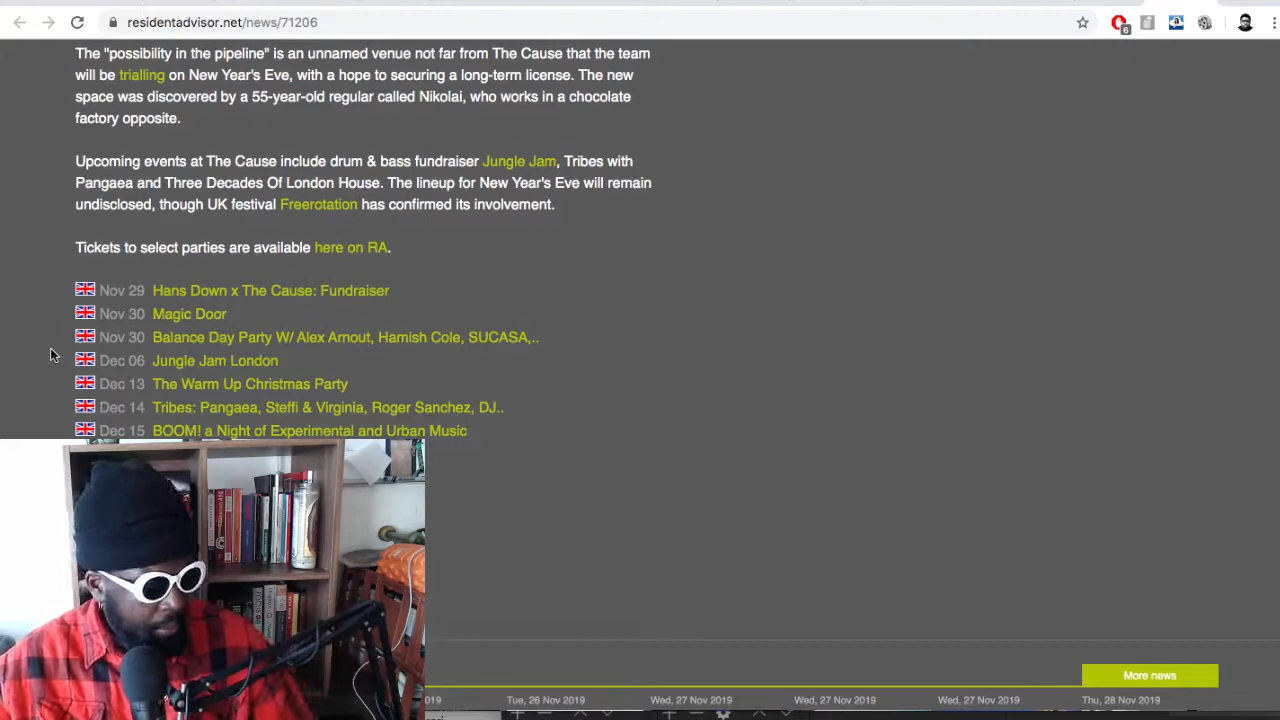 residentadvisor.net/news/71206
6
The "possibility in the pipeline" is an unnamed venue not far from The Cause that the team
will be trialling on New Year's Eve, with a hope to securing a long-term license. The new
space was discovered by a 55-year-old regular called Nikolai, who works in a chocolate
factory opposite.
Upcoming events at The Cause include drum & bass fundraiser Jungle Jam, Tribes with
Pangaea and Three Decades Of London House. The lineup for New Year's Eve will remain
undisclosed, though UK festival Freerotation has confirmed its involvement.
Tickets to select parties are available here on RA.
Nov 29 Hans Down x The Cause: Fundraiser
Nov 30 Magic Door
Nov 30 Balance Day Party W/ Alex Arnout, Hamish Cole, SUCASA,..
Dec 06 Jungle Jam London
Dec 13 The Warm Up Christmas Party
Dec 14 Tribes: Pangaea, Steffi & Virginia, Roger Sanchez, DJ..
Dec 15 BOOM! a Night of Experimental and Urban Music
More news
2019 Tue, 26 Nov 2019 Wed, 27 Nov 2019 Wed, 27 Nov 2019 Wed, 27 Nov 2019 Thu, 28 Nov 2019